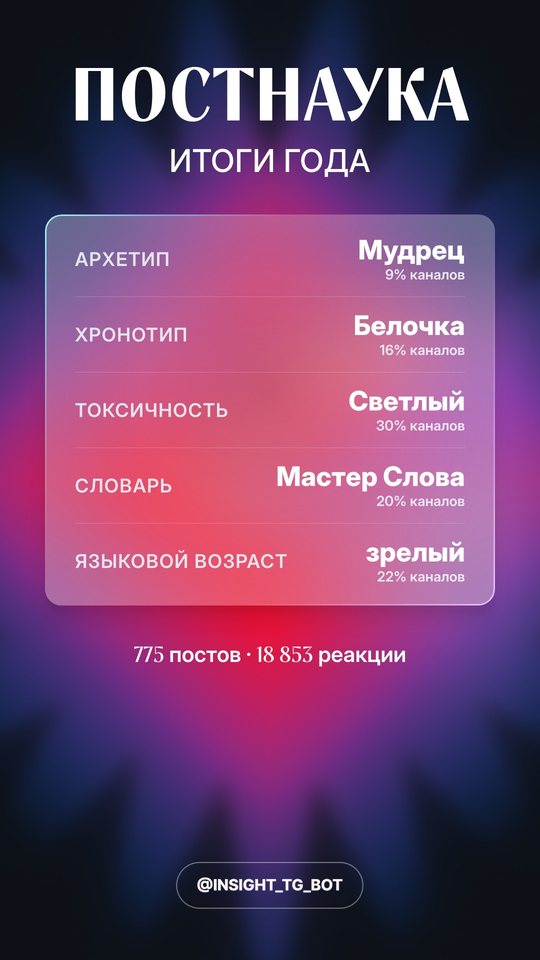 ПОСТНАУКА
ИТОГИ ГОДА
АРХЕТИП
Мудрец
9% каналов
ХРОНОТИП
Белочка
16% каналов
ТОКСИЧНОСТЬ
Светлый
30% каналов
СЛОВАРЬ
Мастер Слова
20% каналов
ЯЗЫКОВОЙ ВОЗРАСТ
зрелый
22% каналов
775 постов · 18 853 реакции
@INSIGHT_TG_BOT